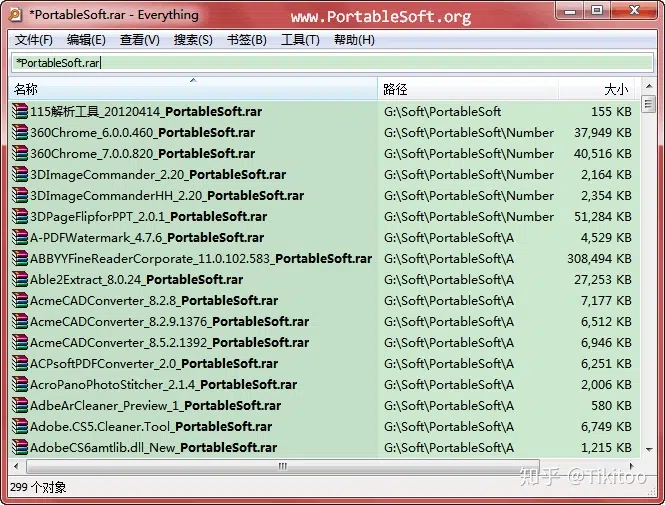 *PortableSoft.rar - Everything www.PortableSoft.org
文件(F) 编辑(E) 查看(V) 搜索(S) 书签(B) 工具(T) 帮助(H)
*PortableSoft.rar
名称 路径 大小
115解析工具_20120414_PortableSoft.rar G:\Soft\PortableSoft 155 KB
360Chrome_6.0.0.460_PortableSoft.rar G:\Soft\PortableSoft\Number 37,949 KB
360Chrome_7.0.0.820_PortableSoft.rar G:\Soft\PortableSoft\Number 40,516 KB
3DImageCommander_2.20_PortableSoft.rar G:\Soft\PortableSoft\Number 2,164 KB
3DImageCommanderHH_2.20_PortableSoft.rar G:\Soft\PortableSoft\Number 2,354 KB
3DPageFlipforPPT_2.0.1_PortableSoft.rar G:\Soft\PortableSoft\Number 51,284 KB
A-PDFWatermark_4.7.6_PortableSoft.rar G:\Soft\PortableSoft\A 4,529 KB
ABBYYFineReaderCorporate_11.0.102.583_PortableSoft.rar G:\Soft\PortableSoft\A 308,494 KB
Able2Extract_8.0.24_PortableSoft.rar G:\Soft\PortableSoft\A 27,253 KB
AcmeCADConverter_8.2.8_PortableSoft.rar G:\Soft\PortableSoft\A 7,177 KB
AcmeCADConverter_8.2.9.1376_PortableSoft.rar G:\Soft\PortableSoft\A 6,512 KB
AcmeCADConverter_8.5.2.1392_PortableSoft.rar G:\Soft\PortableSoft\A 6,946 KB
ACPsoftPDFConverter_2.0_PortableSoft.rar G:\Soft\PortableSoft\A 6,251 KB
AcroPanoPhotoStitcher_2.1.4_PortableSoft.rar G:\Soft\PortableSoft\A 2,006 KB
AdbeArCleaner_Preview_1_PortableSoft.rar G:\Soft\PortableSoft\A 580 KB
Adobe.CS5.Cleaner.Tool_PortableSoft.rar G:\Soft\PortableSoft\A 6,749 KB
AdobeCS6amtlib.dll_New_PortableSoft.rar G:\Soft\PortableSoft\A 1,215 KB
299 个对象
知乎 @Tikitoo